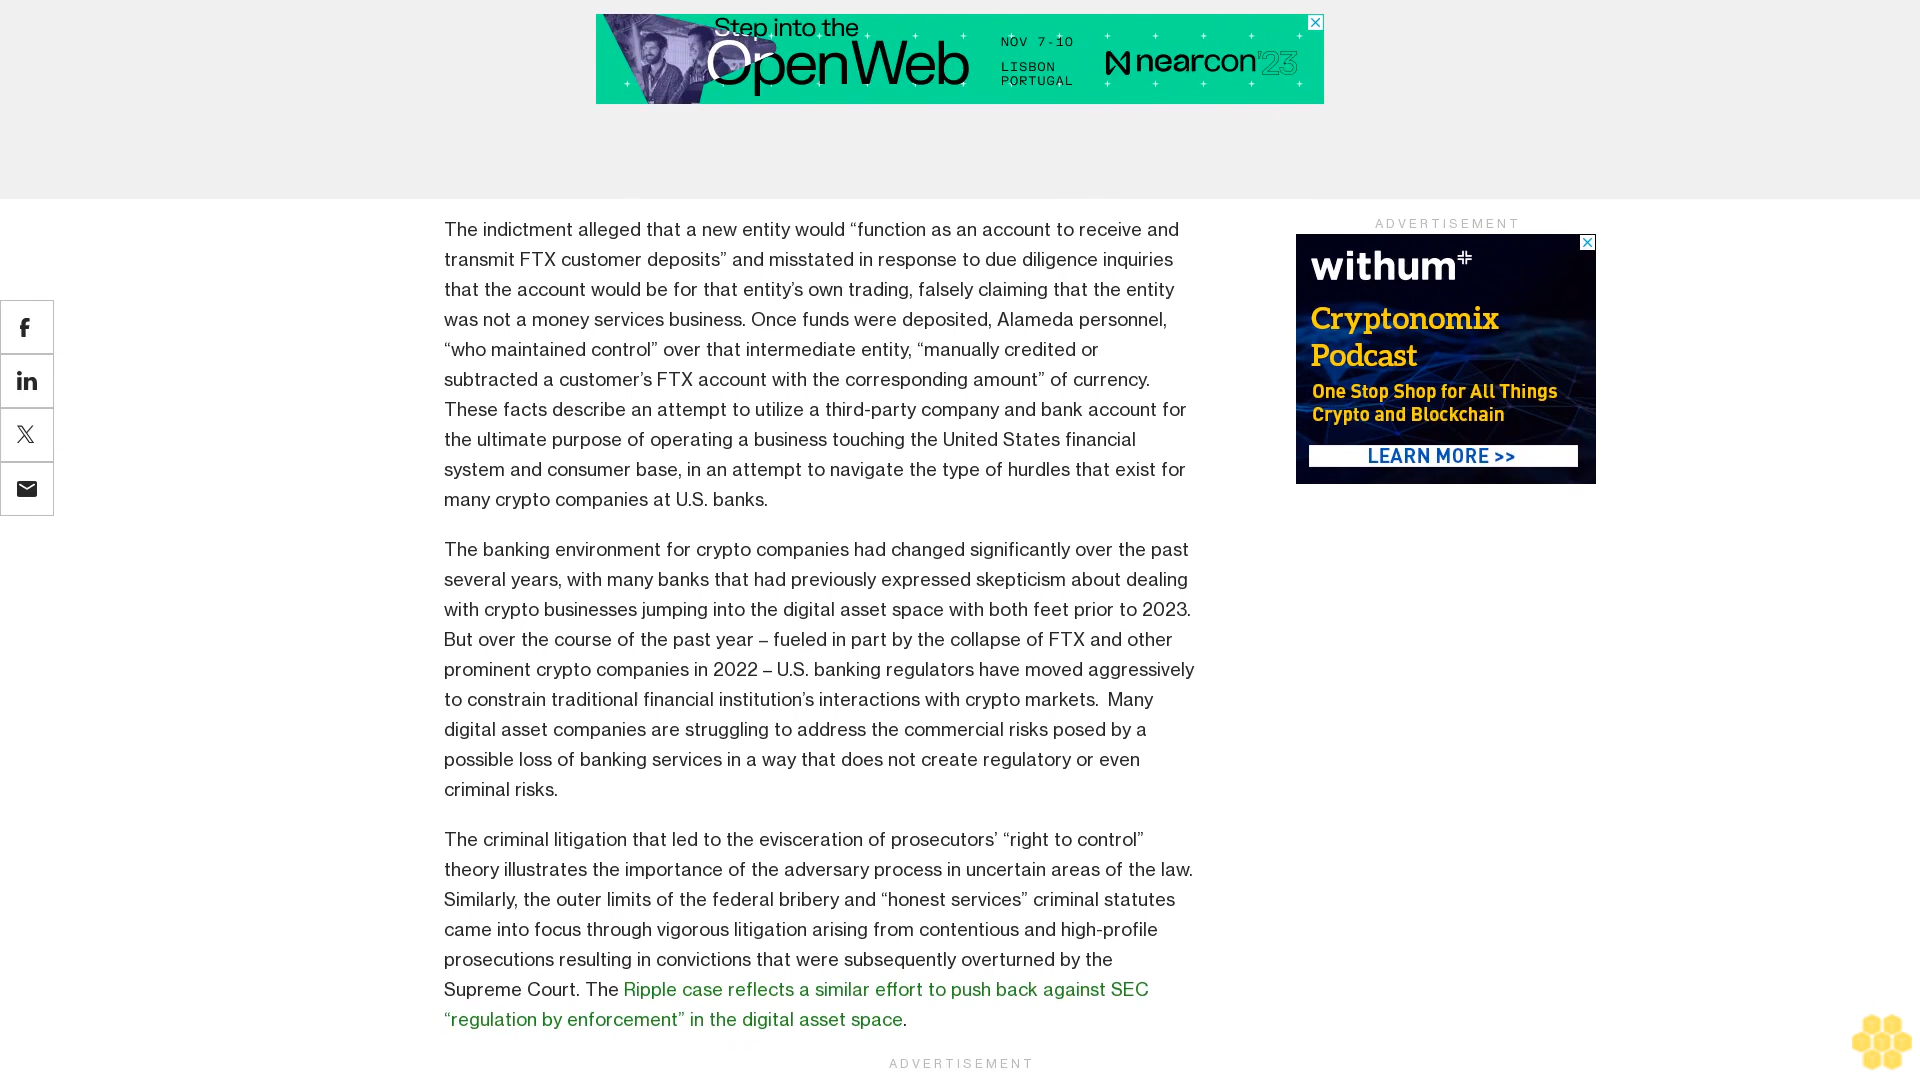 Step into the
OpenWeb
NOV 7-10
LISBON
PORTUGAL
nearcon'23
The indictment alleged that a new entity would “function as an account to receive and
transmit FTX customer deposits” and misstated in response to due diligence inquiries
that the account would be for that entity’s own trading, falsely claiming that the entity
was not a money services business. Once funds were deposited, Alameda personnel,
“who maintained control” over that intermediate entity, “manually credited or
subtracted a customer’s FTX account with the corresponding amount” of currency.
These facts describe an attempt to utilize a third-party company and bank account for
the ultimate purpose of operating a business touching the United States financial
system and consumer base, in an attempt to navigate the type of hurdles that exist for
many crypto companies at U.S. banks.
The banking environment for crypto companies had changed significantly over the past
several years, with many banks that had previously expressed skepticism about dealing
with crypto businesses jumping into the digital asset space with both feet prior to 2023.
But over the course of the past year – fueled in part by the collapse of FTX and other
prominent crypto companies in 2022 – U.S. banking regulators have moved aggressively
to constrain traditional financial institution’s interactions with crypto markets.  Many
digital asset companies are struggling to address the commercial risks posed by a
possible loss of banking services in a way that does not create regulatory or even
criminal risks.
The criminal litigation that led to the evisceration of prosecutors’ “right to control”
theory illustrates the importance of the adversary process in uncertain areas of the law.
Similarly, the outer limits of the federal bribery and “honest services” criminal statutes
came into focus through vigorous litigation arising from contentious and high-profile
prosecutions resulting in convictions that were subsequently overturned by the
Supreme Court. The Ripple case reflects a similar effort to push back against SEC
“regulation by enforcement” in the digital asset space.
ADVERTISEMENT
withum
Cryptonomix
Podcast
One Stop Shop for All Things
Crypto and Blockchain
LEARN MORE >>
ADVERTISEMENT